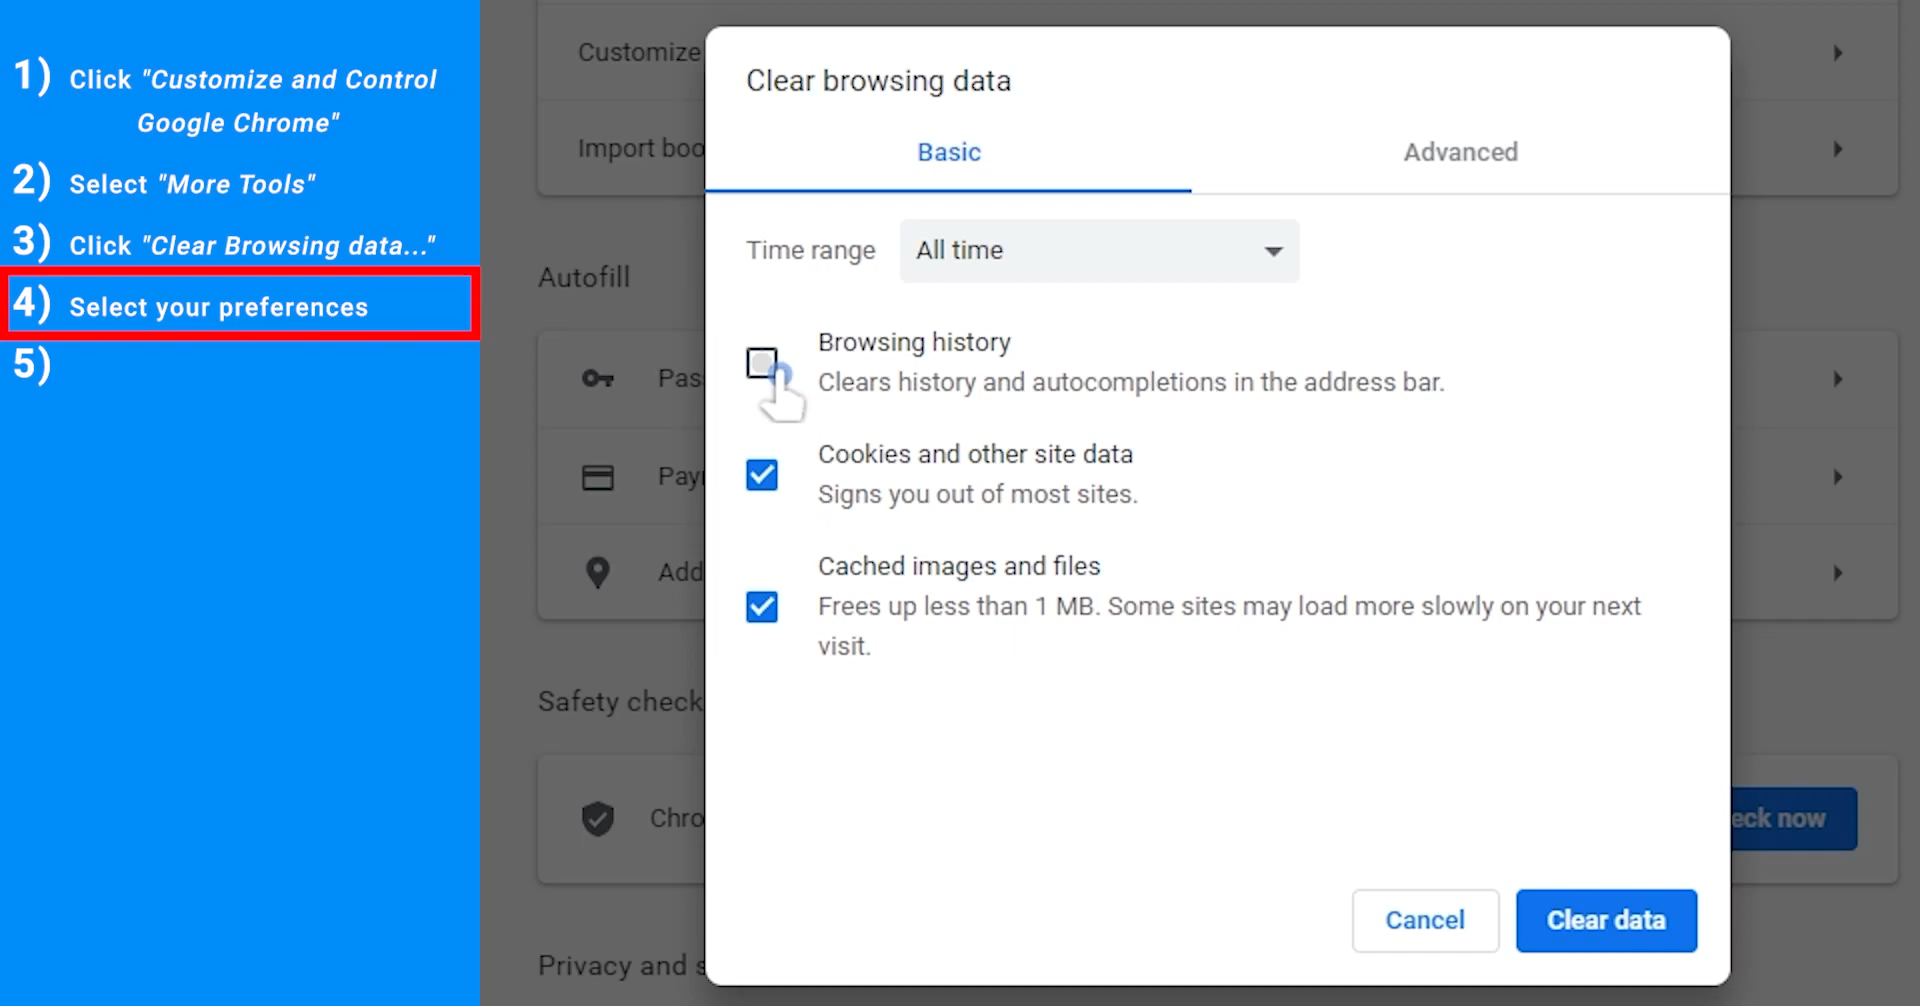 1) Click "Customize and Control
Google Chrome"
2) Select "More Tools"
3) Click "Clear Browsing data..."
4) Select your preferences
5)
Customize
Import boo
Autofill
Pas
Pay
Add
Safety check
Chro
eck now
Privacy and s
Clear browsing data
Basic
Advanced
Time range
All time
Browsing history
Clears history and autocompletions in the address bar.
Cookies and other site data
Signs you out of most sites.
Cached images and files
Frees up less than 1 MB. Some sites may load more slowly on your next
visit.
Cancel
Clear data